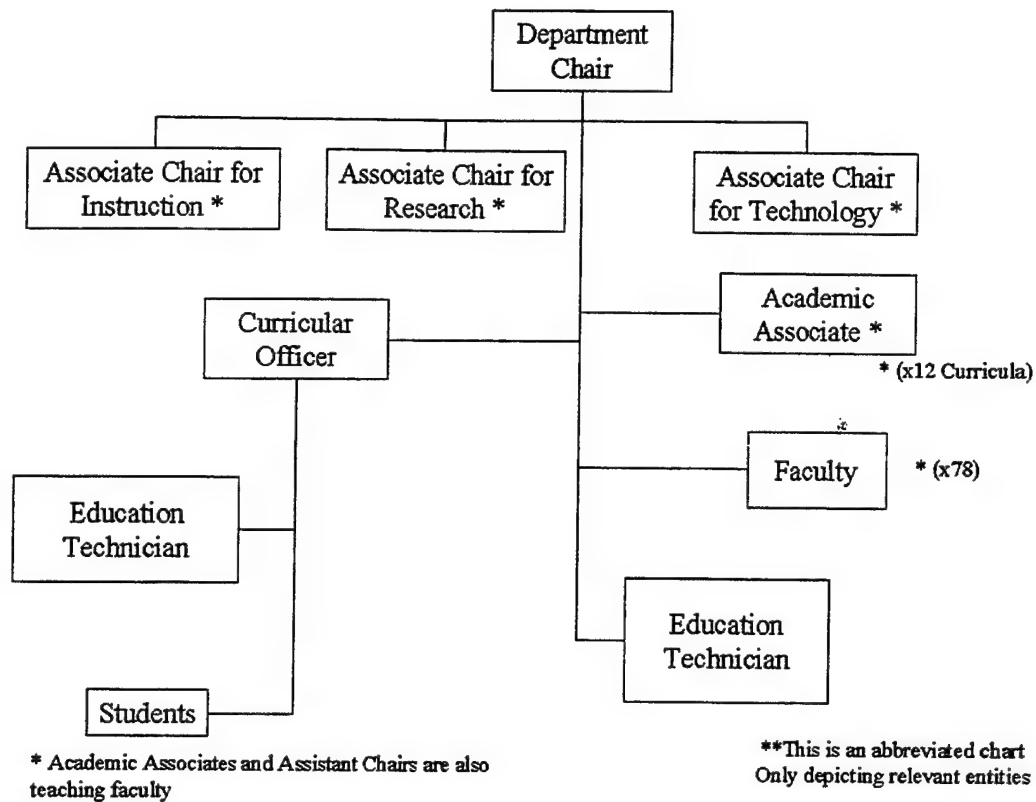 Department
Chair
Associate Chair for
Instruction *
Associate Chair for
Research *
Associate Chair
for Technology *
Curricular
Officer
Academic
Associate *
* (x12 Curricula)
Faculty
* (x78)
Education
Technician
Education
Technician
Students
* Academic Associates and Assistant Chairs are also
teaching faculty
**This is an abbreviated chart
Only depicting relevant entities